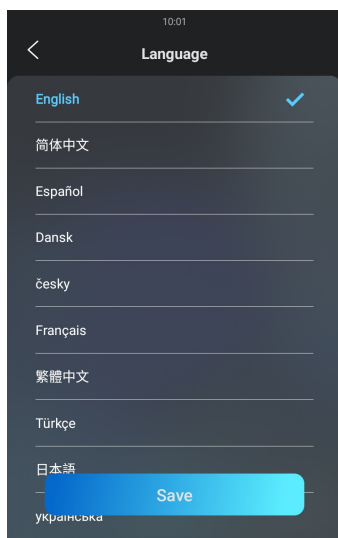 10:01
Language
English
简体中文
Español
Dansk
česky
Français
繁體中文
Türkçe
日本語
Save
українська